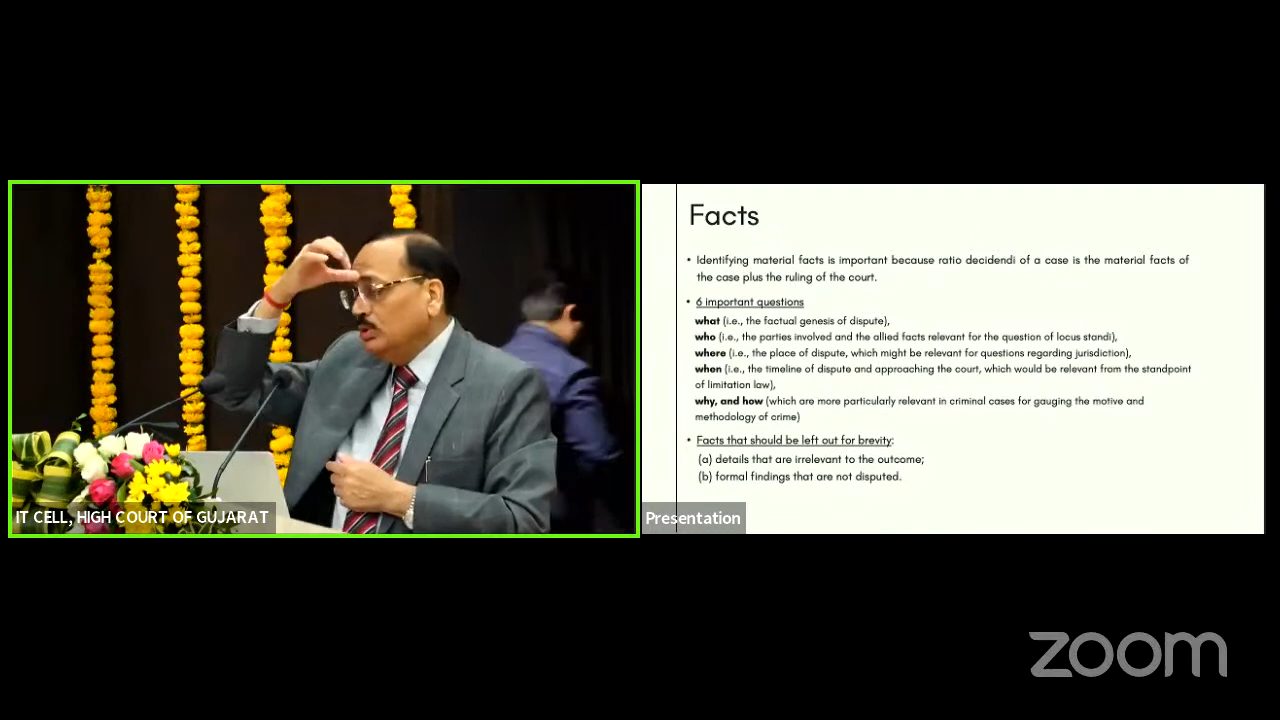 Facts
• Identifying material facts is important because ratio decidendi of a case is the material facts of
the case plus the ruling of the court.
• 6 important questions
what (i.e., the factual genesis of dispute),
who (i.e., the parties involved and the allied facts relevant for the question of locus standi),
where (i.e., the place of dispute, which might be relevant for questions regarding jurisdiction),
when (i.e., the timeline of dispute and approaching the court, which would be relevant from the standpoint
of limitation law),
why, and how (which are more particularly relevant in criminal cases for gauging the motive and
methodology of crime)
• Facts that should be left out for brevity:
(a) details that are irrelevant to the outcome;
(b) formal findings that are not disputed.
IT CELL, HIGH COURT OF GUJARAT
Presentation
zoom